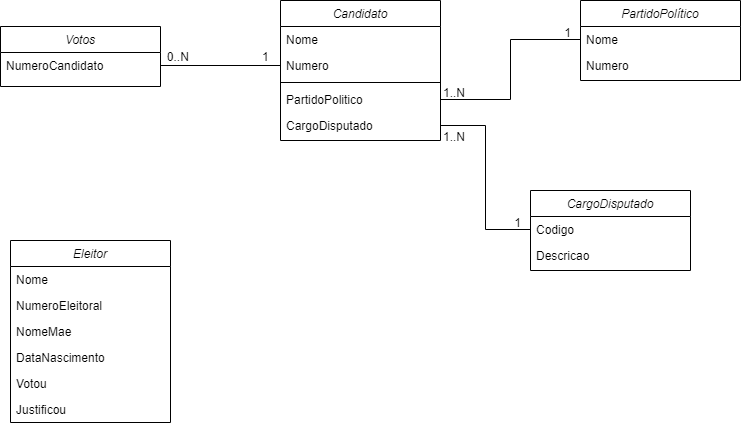 Votos
NumeroCandidato
0..N
1
Candidato
Nome
Numero
PartidoPolitico
CargoDisputado
1..N
1..N
1
PartidoPolítico
Nome
Numero
1
CargoDisputado
Codigo
Descricao
Eleitor
Nome
NumeroEleitoral
NomeMae
DataNascimento
Votou
Justificou